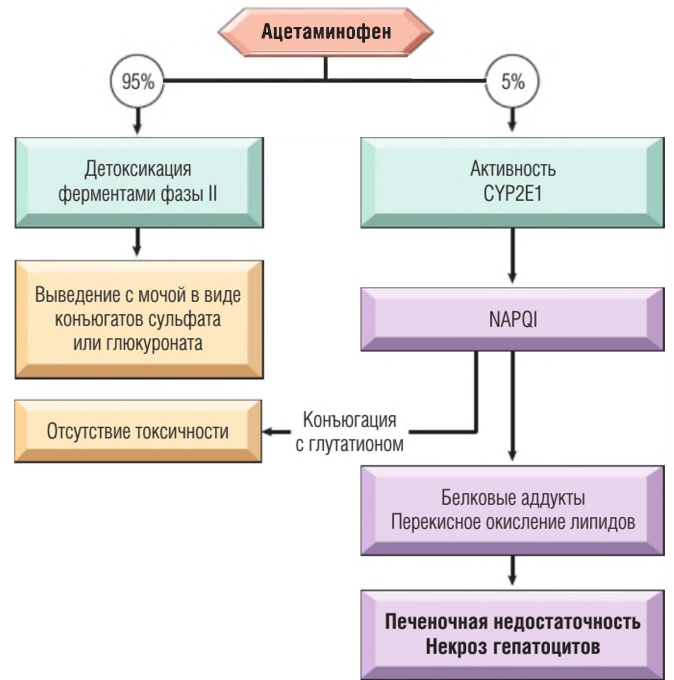 Ацетаминофен
95%
5%
Детоксикация
ферментами фазы II
Активность
CYP2E1
Выведение с мочой в виде
конъюгатов сульфата
или глюкуроната
NAPQI
Отсутствие токсичности
Конъюгация
с глутатионом
Белковые аддукты
Перекисное окисление липидов
Печеночная недостаточность
Некроз гепатоцитов